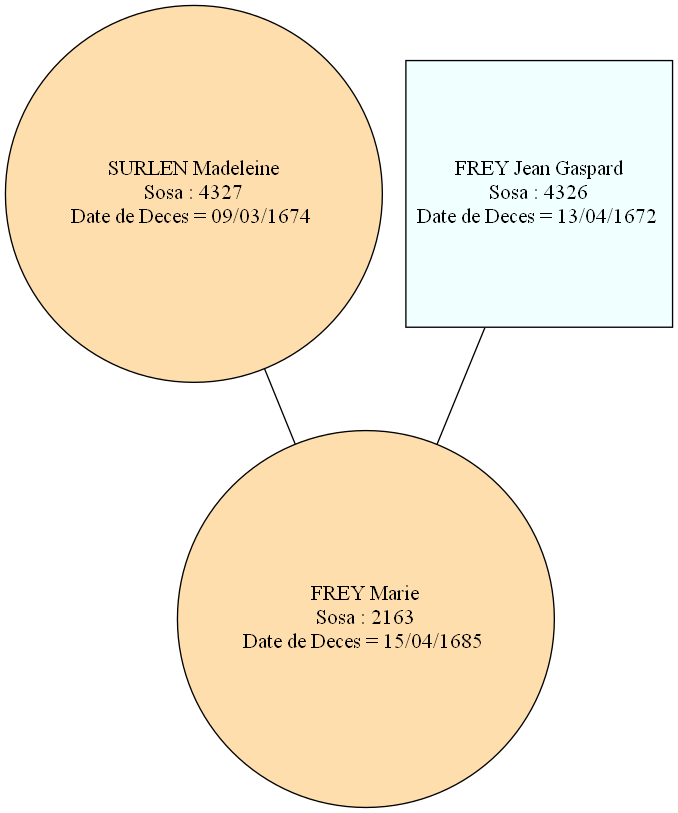 SURLEN Madeleine
Sosa : 4327
Date de Deces = 09/03/1674
FREY Jean Gaspard
Sosa : 4326
Date de Deces = 13/04/1672
FREY Marie
Sosa : 2163
Date de Deces = 15/04/1685